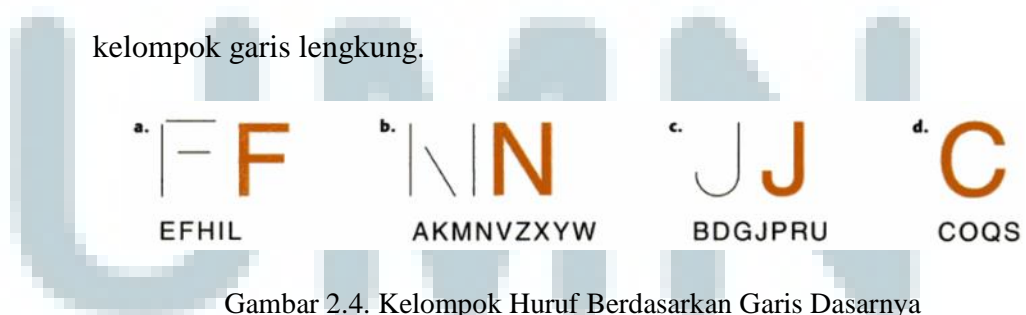 kelompok garis lengkung.
a. F F b. N N c. J J d. C
EFHIL AKMNVZXYW BDGJPRU COQS
Gambar 2.4. Kelompok Huruf Berdasarkan Garis Dasarnya